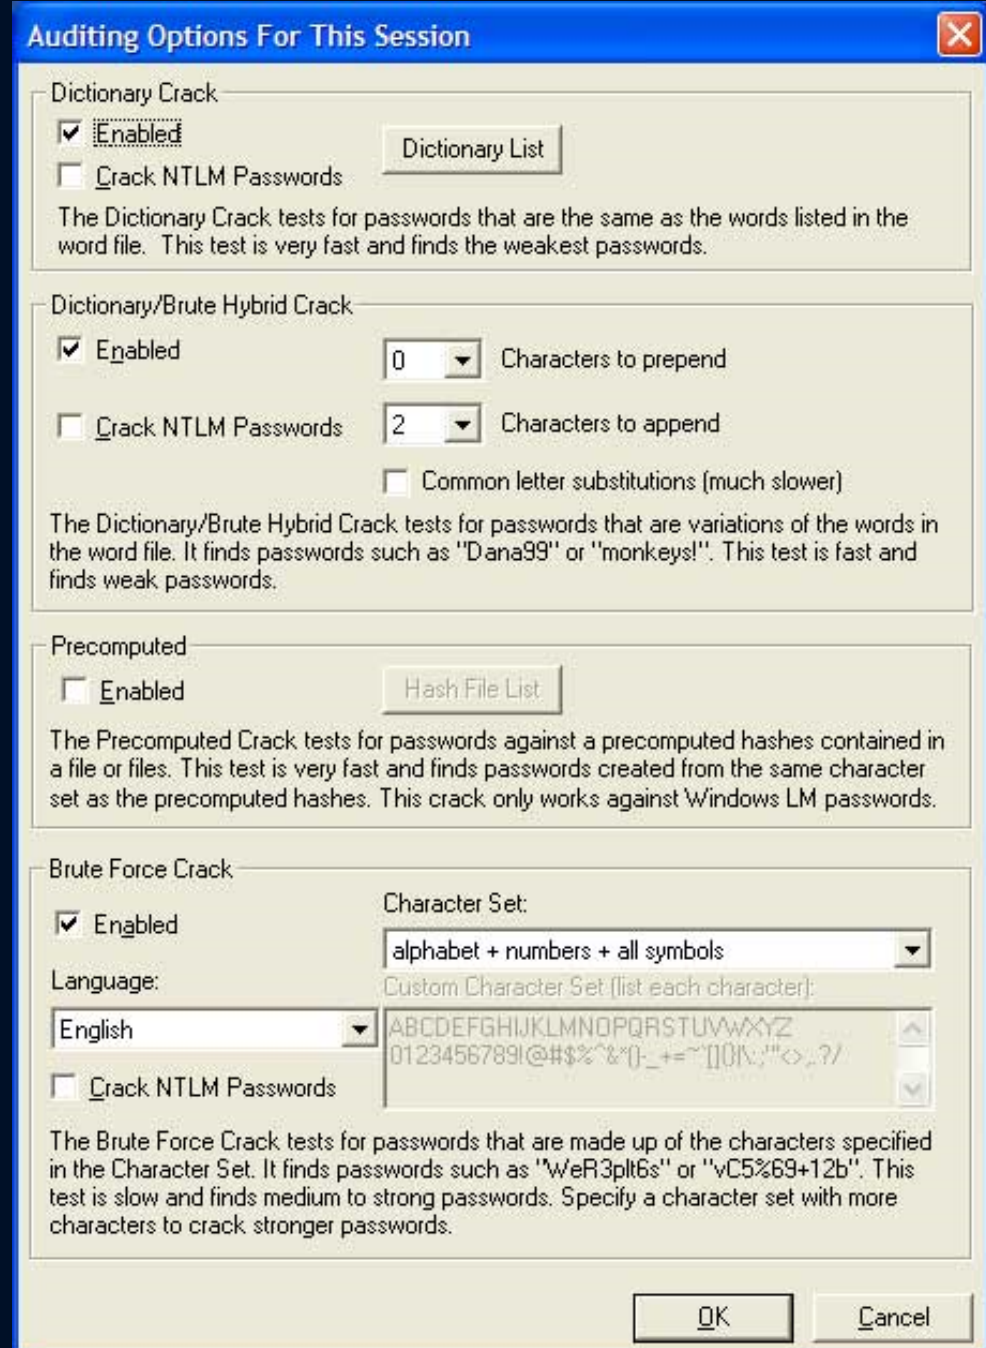 Auditing Options For This Session
Dictionary Crack
Enabled
Dictionary List
Crack NTLM Passwords
The Dictionary Crack tests for passwords that are the same as the words listed in the
word file. This test is very fast and finds the weakest passwords.
Dictionary/Brute Hybrid Crack
Enabled
0
Characters to prepend
Crack NTLM Passwords
2
Characters to append
Common letter substitutions (much slower)
The Dictionary/Brute Hybrid Crack tests for passwords that are variations of the words in
the word file. It finds passwords such as "Dana99" or "monkeys!". This test is fast and
finds weak passwords.
Precomputed
Enabled
Hash File List
The Precomputed Crack tests for passwords against a precomputed hashes contained in
a file or files. This test is very fast and finds passwords created from the same character
set as the precomputed hashes. This crack only works against Windows LM passwords.
Brute Force Crack
Enabled
Character Set:
alphabet + numbers + all symbols
Language:
Custom Character Set (list each character):
English
ABCDEFGHIJKLMNOPQRSTUVWXYZ
0123456789!@#$%^&*()-_+=~`[]{}|\:;"'<>,.?/
Crack NTLM Passwords
The Brute Force Crack tests for passwords that are made up of the characters specified
in the Character Set. It finds passwords such as "WeR3plt6s" or "vC5%69+12b". This
test is slow and finds medium to strong passwords. Specify a character set with more
characters to crack stronger passwords.
OK
Cancel